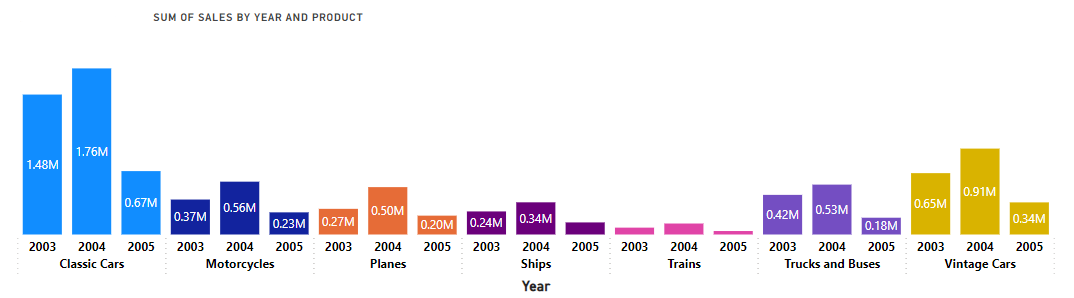 SUM OF SALES BY YEAR AND PRODUCT
1.48M 1.76M 0.67M 0.37M 0.56M 0.23M 0.27M 0.50M 0.20M 0.24M 0.34M 0.42M 0.53M 0.18M 0.65M 0.91M 0.34M
2003 2004 2005 2003 2004 2005 2003 2004 2005 2003 2004 2005 2003 2004 2005 2003 2004 2005 2003 2004 2005
Classic Cars Motorcycles Planes Ships Trains Trucks and Buses Vintage Cars
Year